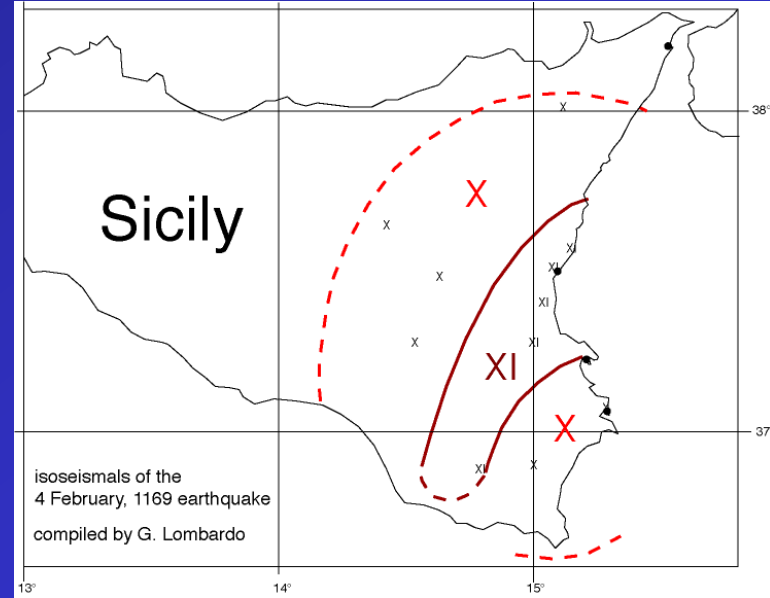 X
38°
X
Sicily
X
XI
X
XI
XI
X
XI
XI
X
37
X
XI
X
isoseismals of the
4 February, 1169 earthquake
compiled by G. Lombardo
13°
14°
15°